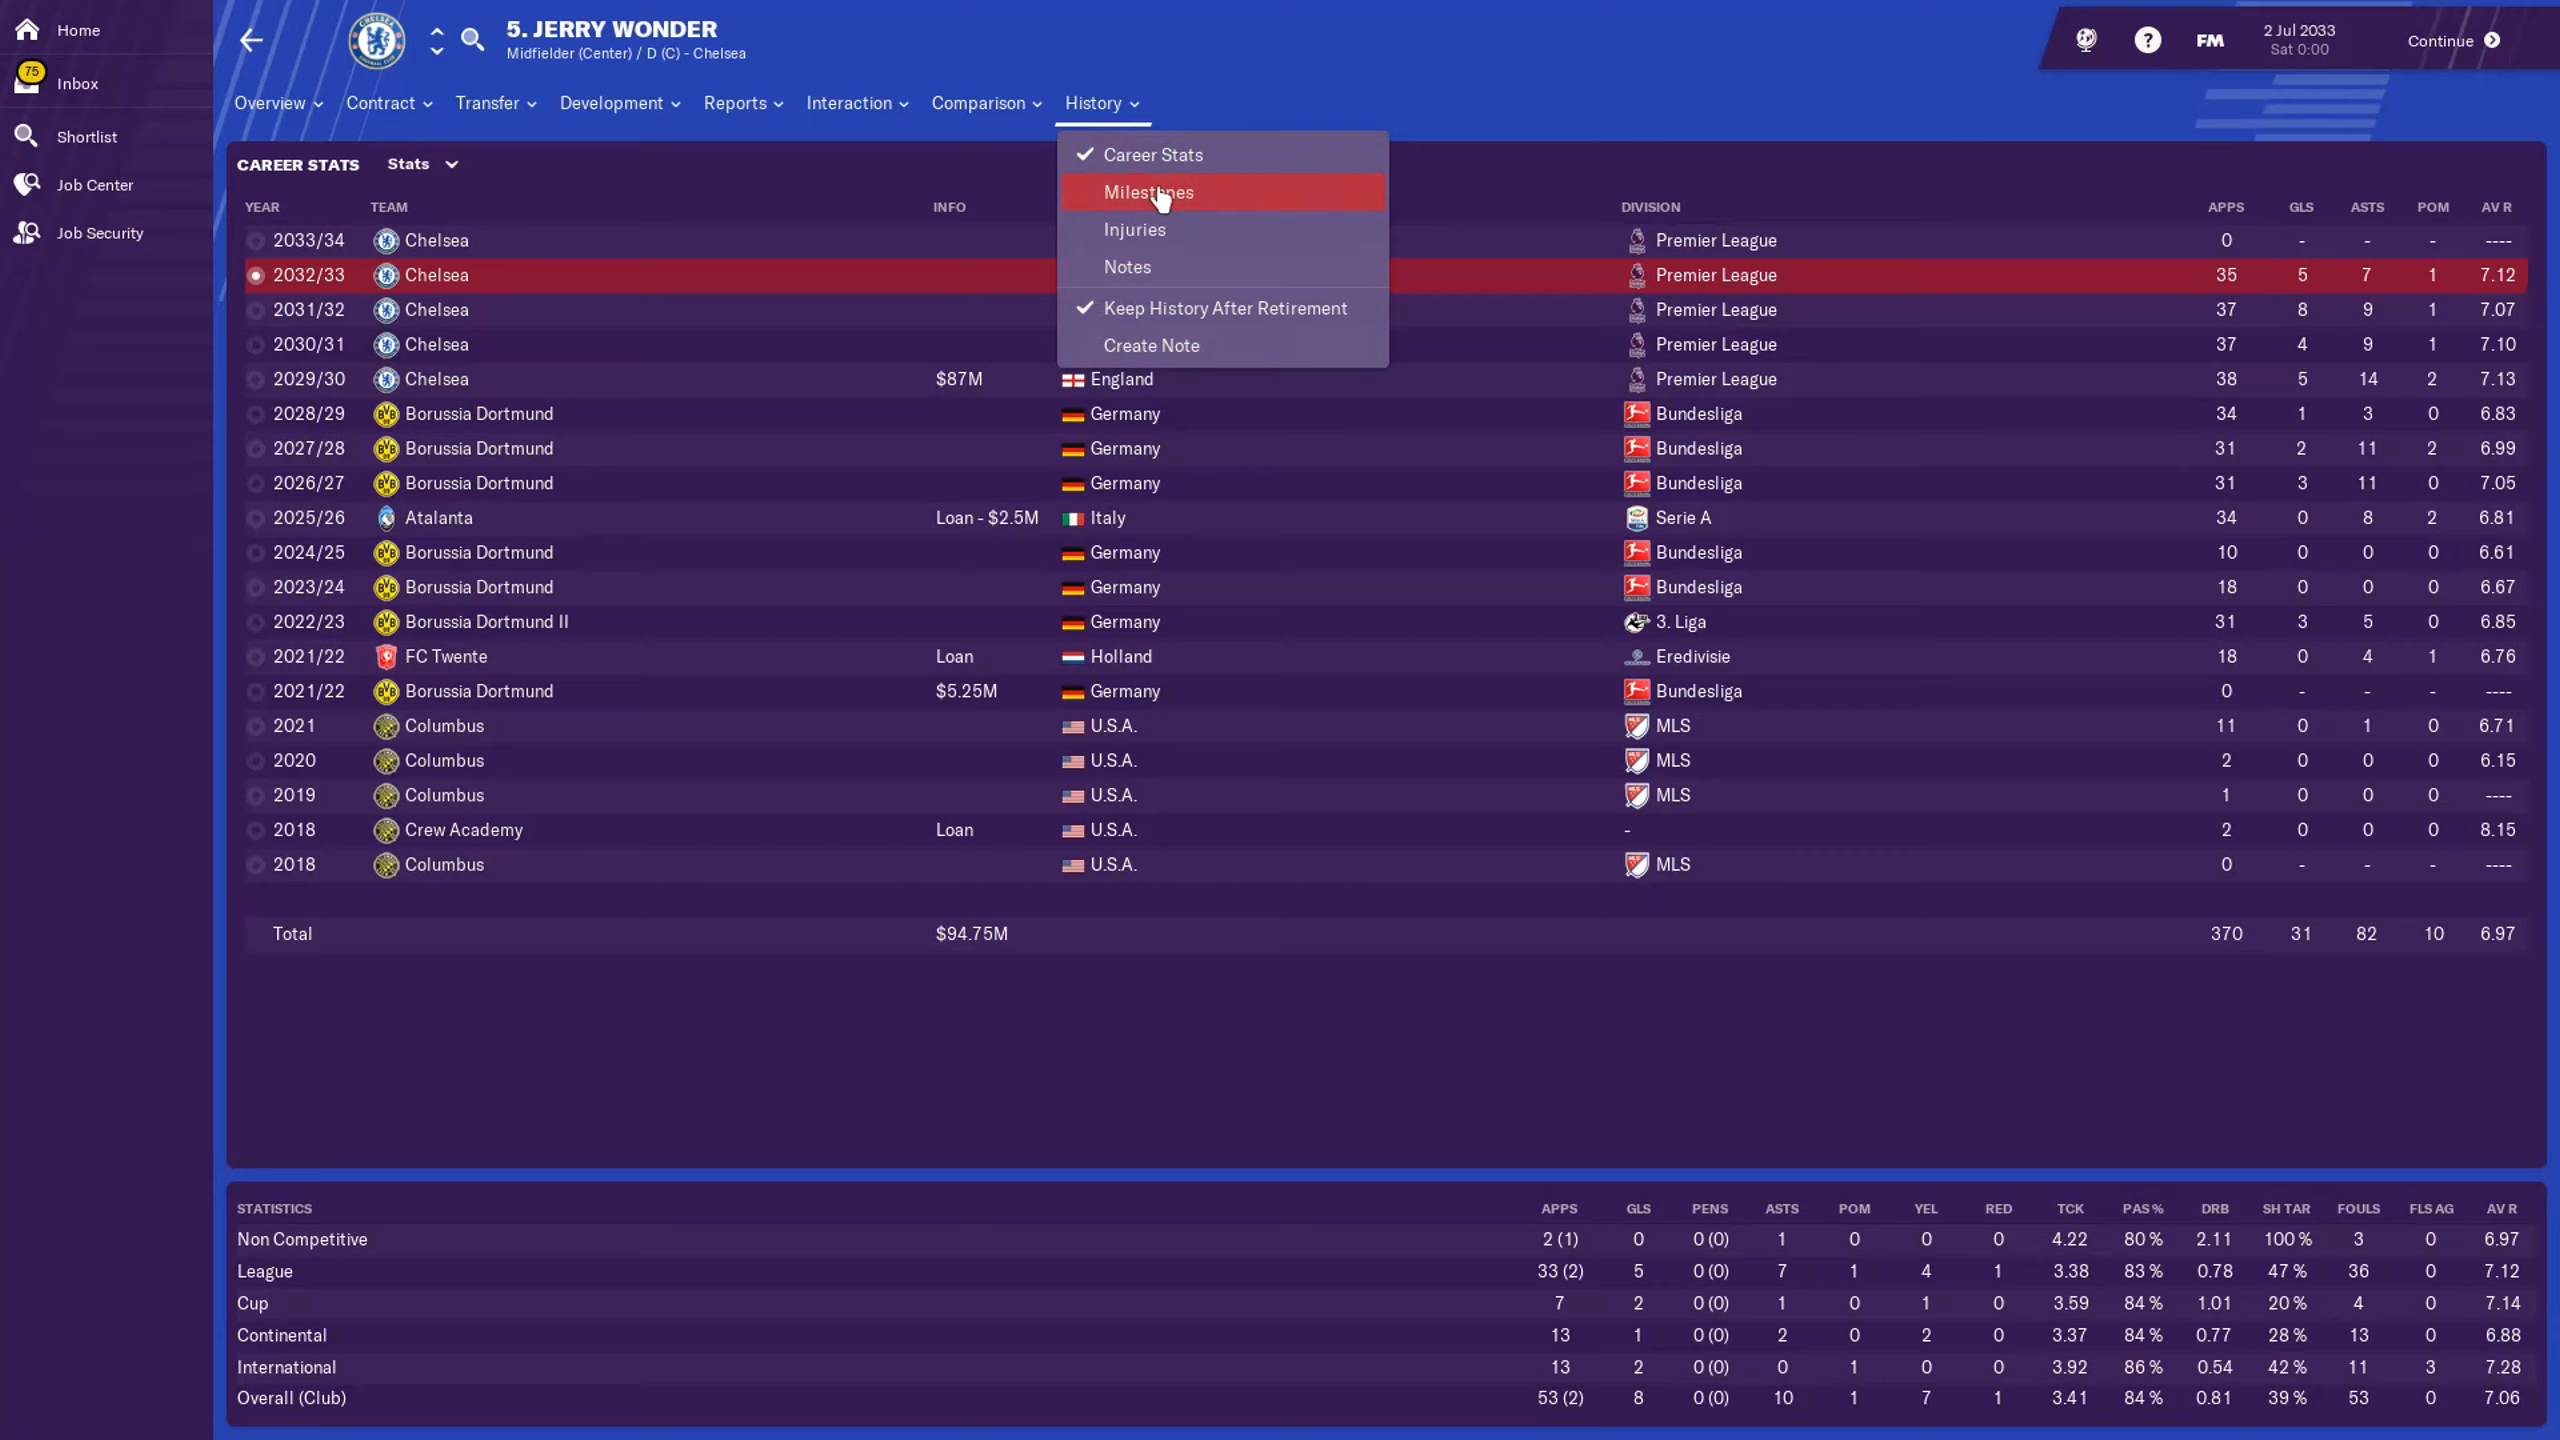 Home
75
Inbox
Shortlist
Job Center
Job Security
5. JERRY WONDER
Midfielder (Center) / D (C) - Chelsea
FM
2 Jul 2033
Sat 0:00
Continue
Overview Contract Transfer Development Reports Interaction Comparison History
Career Stats
Milestones
Injuries
Notes
Keep History After Retirement
Create Note
CAREER STATS Stats
YEAR TEAM INFO DIVISION APPS GLS ASTS POM AV R
2033/34 Chelsea Premier League 0 - - - ----
2032/33 Chelsea Premier League 35 5 7 1 7.12
2031/32 Chelsea Premier League 37 8 9 1 7.07
2030/31 Chelsea Premier League 37 4 9 1 7.10
2029/30 Chelsea $87M England Premier League 38 5 14 2 7.13
2028/29 Borussia Dortmund Germany Bundesliga 34 1 3 0 6.83
2027/28 Borussia Dortmund Germany Bundesliga 31 2 11 2 6.99
2026/27 Borussia Dortmund Germany Bundesliga 31 3 11 0 7.05
2025/26 Atalanta Loan - $2.5M Italy Serie A 34 0 8 2 6.81
2024/25 Borussia Dortmund Germany Bundesliga 10 0 0 0 6.61
2023/24 Borussia Dortmund Germany Bundesliga 18 0 0 0 6.67
2022/23 Borussia Dortmund II Germany 3. Liga 31 3 5 0 6.85
2021/22 FC Twente Loan Holland Eredivisie 18 0 4 1 6.76
2021/22 Borussia Dortmund $5.25M Germany Bundesliga 0 - - - ----
2021 Columbus U.S.A. MLS 11 0 1 0 6.71
2020 Columbus U.S.A. MLS 2 0 0 0 6.15
2019 Columbus U.S.A. MLS 1 0 0 0 ----
2018 Crew Academy Loan U.S.A. - 2 0 0 0 8.15
2018 Columbus U.S.A. MLS 0 - - - ----
Total $94.75M 370 31 82 10 6.97
STATISTICS APPS GLS PENS ASTS POM YEL RED TCK PAS % DRB SH TAR FOULS FLS AG AV R
Non Competitive 2 (1) 0 0 (0) 1 0 0 0 4.22 80 % 2.11 100 % 3 0 6.97
League 33 (2) 5 0 (0) 7 1 4 1 3.38 83 % 0.78 47 % 36 0 7.12
Cup 7 2 0 (0) 1 0 1 0 3.59 84 % 1.01 20 % 4 0 7.14
Continental 13 1 0 (0) 2 0 2 0 3.37 84 % 0.77 28 % 13 0 6.88
International 13 2 0 (0) 0 1 0 0 3.92 86 % 0.54 42 % 11 3 7.28
Overall (Club) 53 (2) 8 0 (0) 10 1 7 1 3.41 84 % 0.81 39 % 53 0 7.06